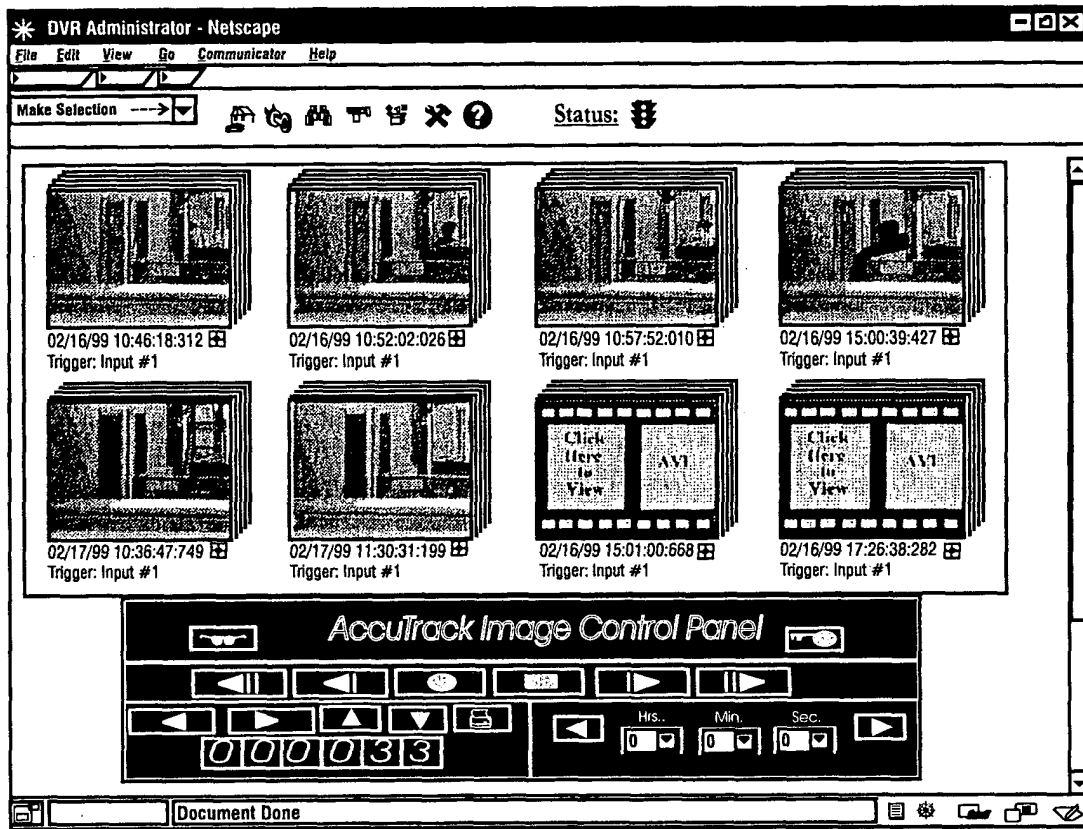 DVR Administrator - Netscape
File Edit View Go Communicator Help
Make Selection ---->
Status:
02/16/99 10:46:18:312
Trigger: Input #1
02/16/99 10:52:02:026
Trigger: Input #1
02/16/99 10:57:52:010
Trigger: Input #1
02/16/99 15:00:39:427
Trigger: Input #1
Click
Here
to
View
AVI
Click
Here
to
View
AVI
02/17/99 10:36:47:749
Trigger: Input #1
02/17/99 11:30:31:199
Trigger: Input #1
02/16/99 15:01:00:668
Trigger: Input #1
02/16/99 17:26:38:282
Trigger: Input #1
AccuTrack Image Control Panel
Hrs.. Min. Sec.
000033
0 0 0
Document Done